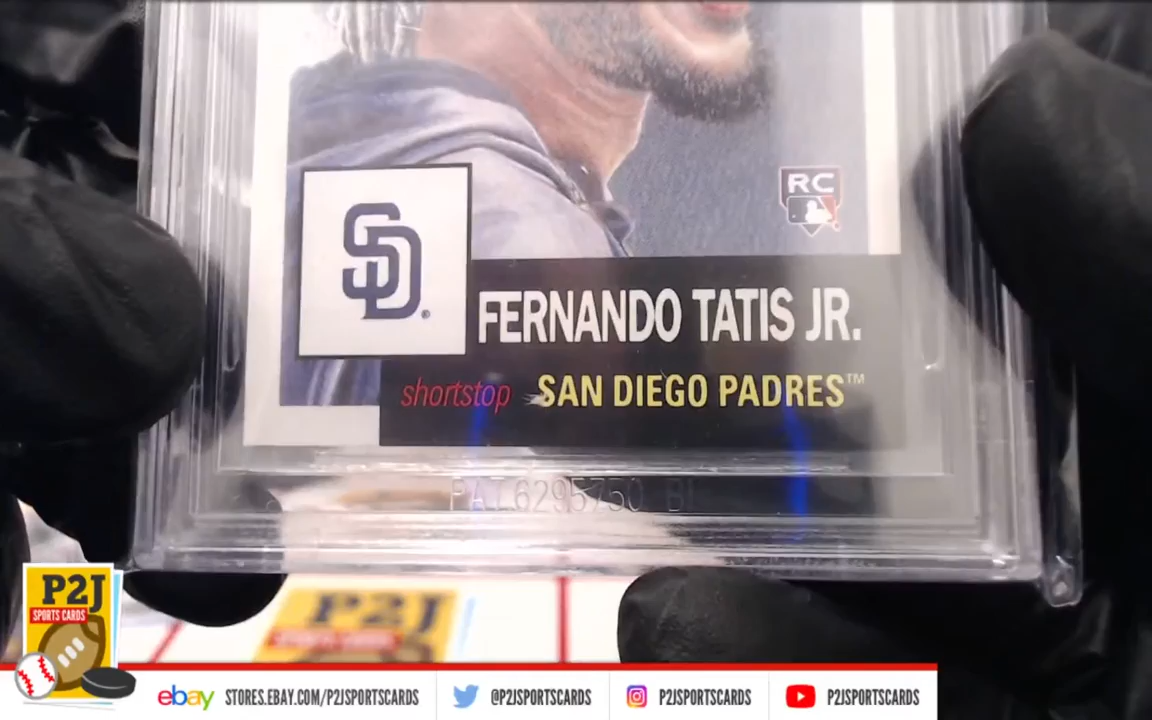 RC
SD
FERNANDO TATIS JR.
shortstop SAN DIEGO PADRES™
P2J
SPORTS CARDS
P2J
ebay STORES.EBAY.COM/P2JSPORTSCARDS @P2JSPORTSCARDS P2JSPORTSCARDS P2JSPORTSCARDS